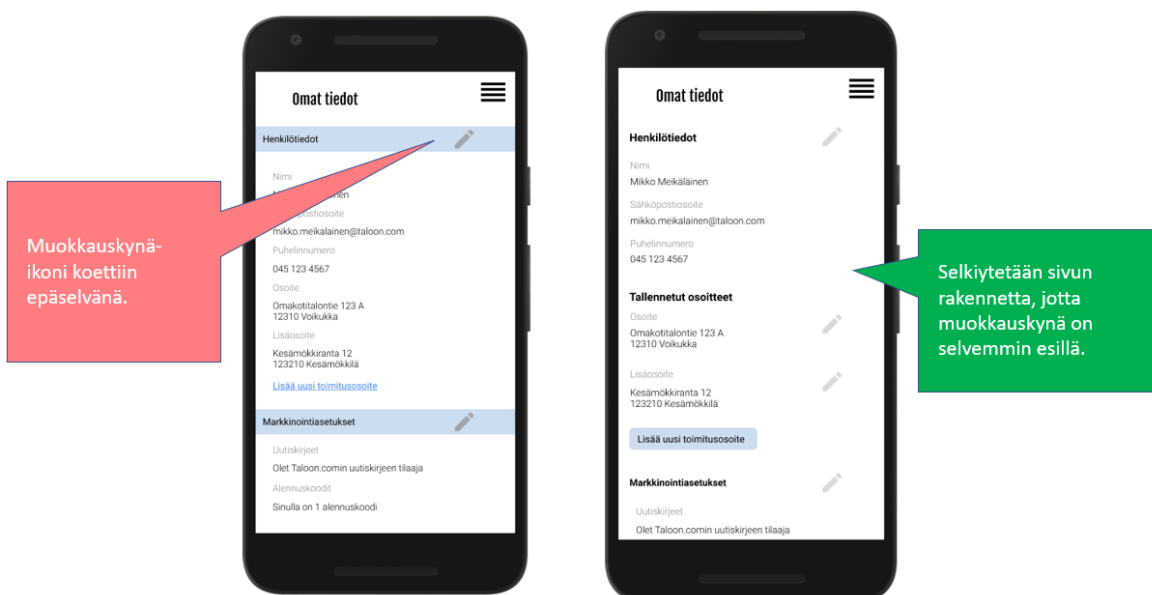 Muokkauskynä-
ikoni koettiin
epäselvänä.
Omat tiedot
Henkilötiedot
Nimi
mikko.meikalainen@taloon.com
Puhelinnumero
045 123 4567
Osoite
Omakotitalontie 123 A
12310 Voikukka
Lisäosoite
Kesämökkiranta 12
123210 Kesämökkilä
Lisää uusi toimitusosoite
Markkinointiasetukset
Uutiskirjeet
Olet Taloon.comin uutiskirjeen tilaaja
Alennuskoodit
Sinulla on 1 alennuskoodi
Omat tiedot
Henkilötiedot
Nimi
Mikko Meikäläinen
Sähköpostiosoite
mikko.meikalainen@taloon.com
Puhelinnumero
045 123 4567
Tallennetut osoitteet
Osoite
Omakotitalontie 123 A
12310 Voikukka
Lisäosoite
Kesämökkiranta 12
123210 Kesämökkilä
Lisää uusi toimitusosoite
Markkinointiasetukset
Uutiskirjeet
Olet Taloon.comin uutiskirjeen tilaaja
Selkiytetään sivun
rakennetta, jotta
muokkauskynä on
selvemmin esillä.